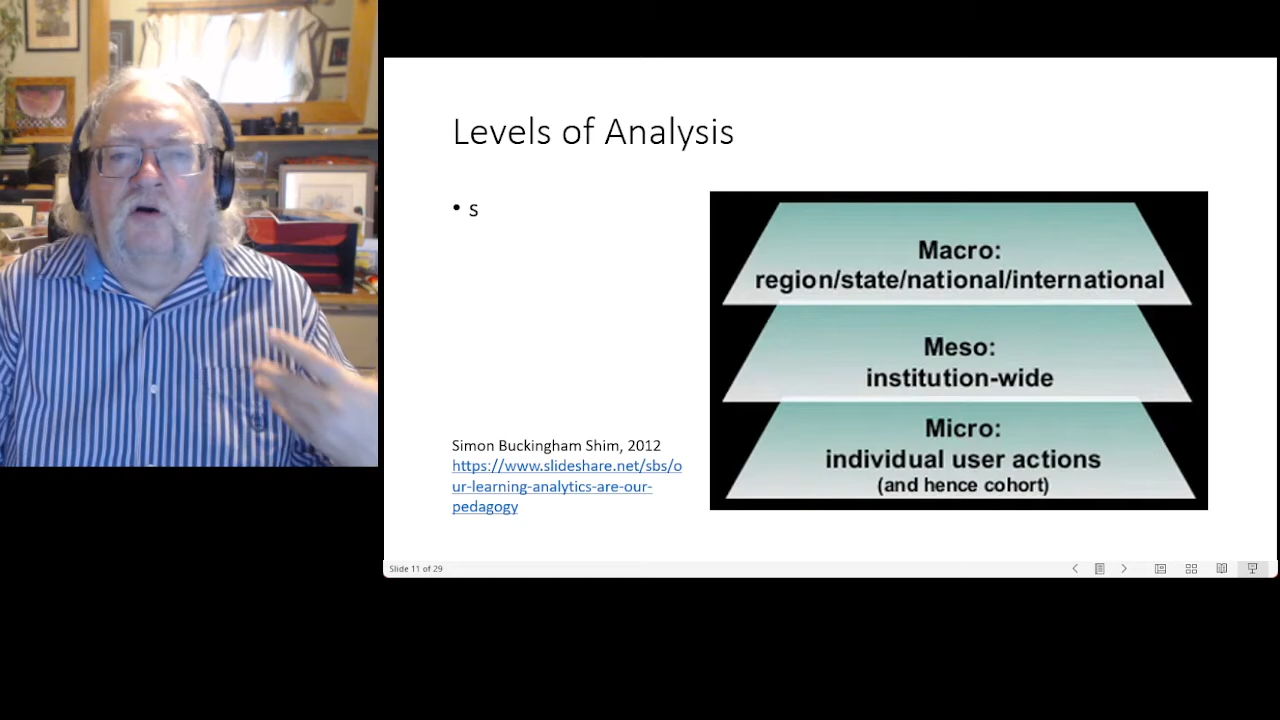 Levels of Analysis
• s
Macro:
region/state/national/international
Meso:
institution-wide
Micro:
individual user actions
(and hence cohort)
Simon Buckingham Shim, 2012
https://www.slideshare.net/sbs/o
ur-learning-analytics-are-our-
pedagogy
Slide 11 of 29